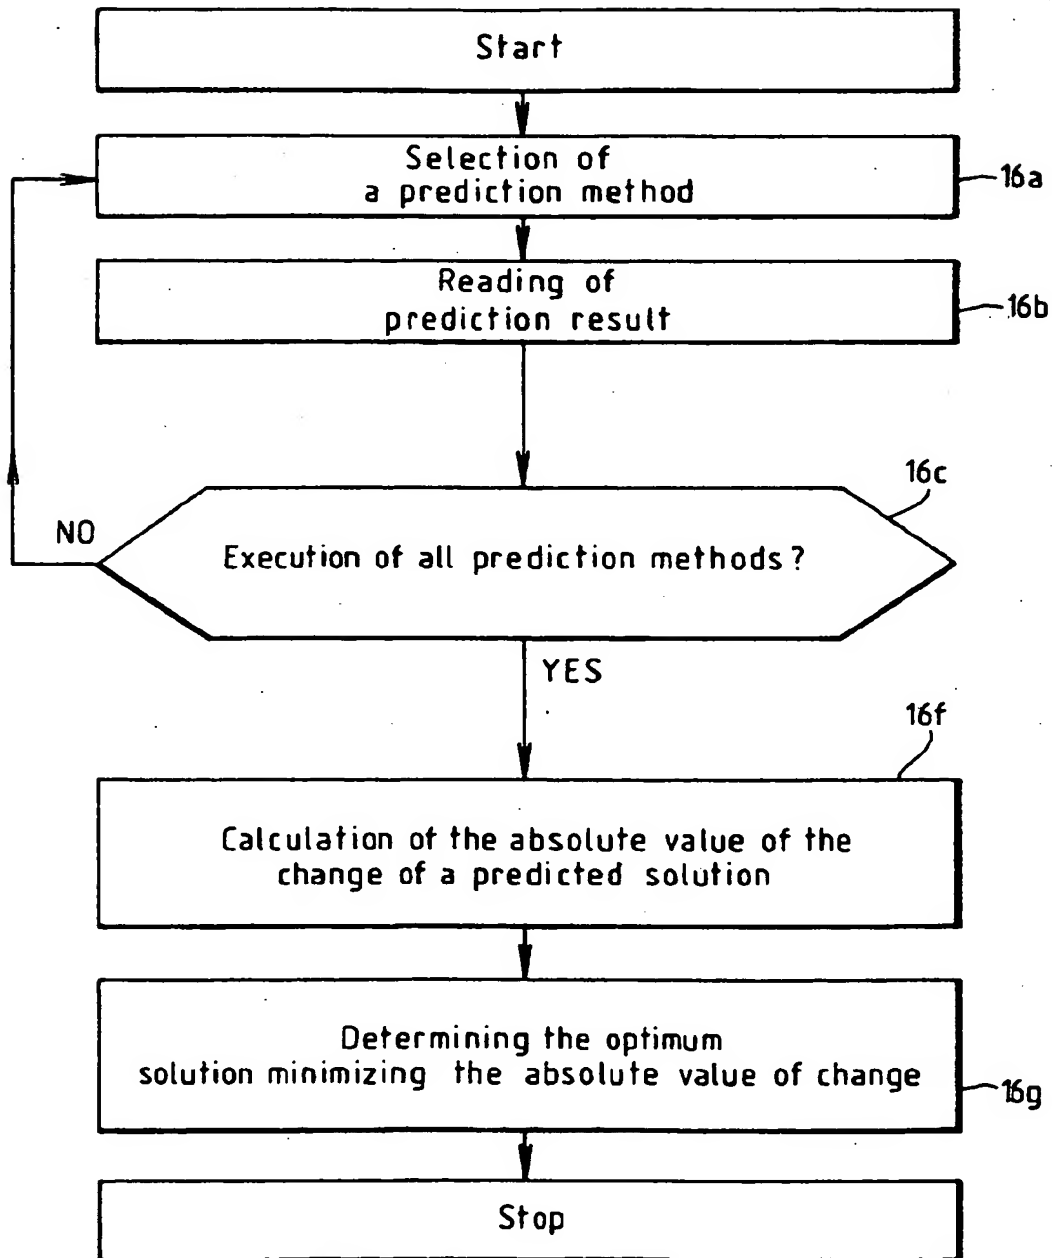 Start
Selection of
a prediction method
16a
Reading of
prediction result
16b
16c
NO
Execution of all prediction methods?
YES
16f
Calculation of the absolute value of the
change of a predicted solution
Determining the optimum
solution minimizing the absolute value of change
16g
Stop